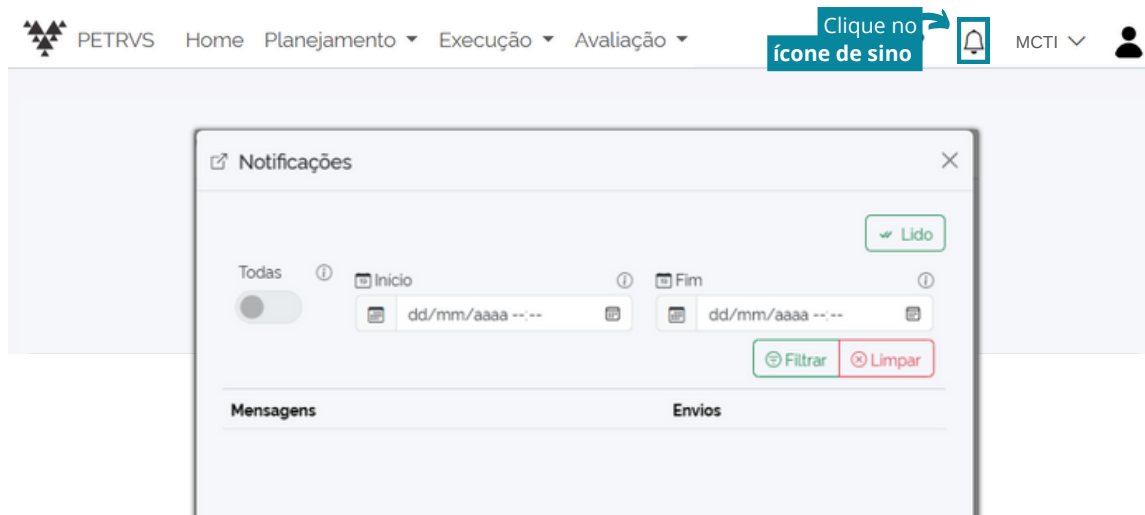 PETRVS Home Planejamento Execução Avaliação Clique no ícone de sino MCTI
Notificações
Lido
Todas Início Fim
dd/mm/aaaa --:-- dd/mm/aaaa --:--
Filtrar Limpar
Mensagens Envios